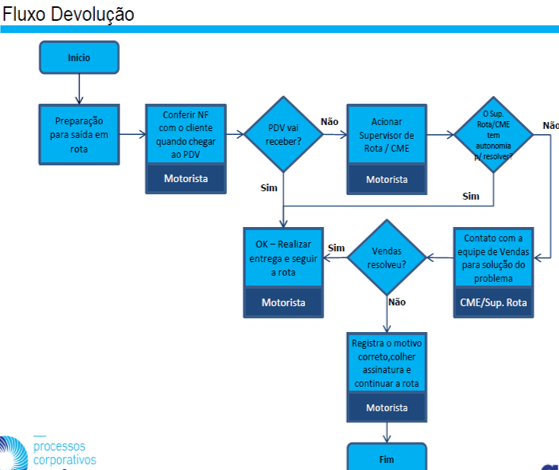 Fluxo Devolução
Inicio
Preparação
para saída em
rota
Conferir NF
com o cliente
quando chegar
ao PDV
Motorista
PDV vai
receber?
Não
Sim
Acionar
Supervisor de
Rota / CME
Motorista
O Sup.
Rota/CME
tem
autonomia
p/ resolver?
Não
Sim
OK – Realizar
entrega e seguir
a rota
Motorista
Sim
Vendas
resolveu?
Não
Contato com a
equipe de Vendas
para solução do
problema
CME/Sup. Rota
Registra o motivo
correto,colher
assinatura e
continuar a rota
Motorista
Fim
processos
corporativos